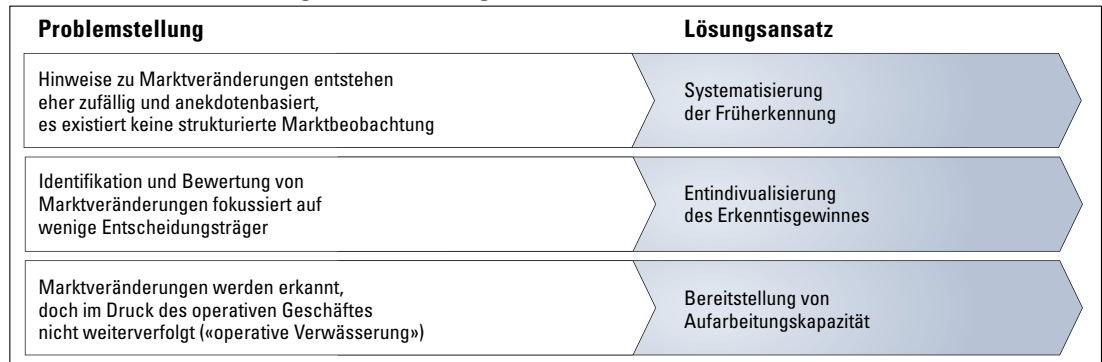 Problemstellung
Lösungsansatz
Hinweise zu Marktveränderungen entstehen
eher zufällig und anekdotenbasiert,
es existiert keine strukturierte Marktbeobachtung
Systematisierung
der Früherkennung
Identifikation und Bewertung von
Marktveränderungen fokussiert auf
wenige Entscheidungsträger
Entindivualisierung
des Erkenntisgewinnes
Marktveränderungen werden erkannt,
doch im Druck des operativen Geschäftes
nicht weiterverfolgt («operative Verwässerung»)
Bereitstellung von
Aufarbeitungskapazität